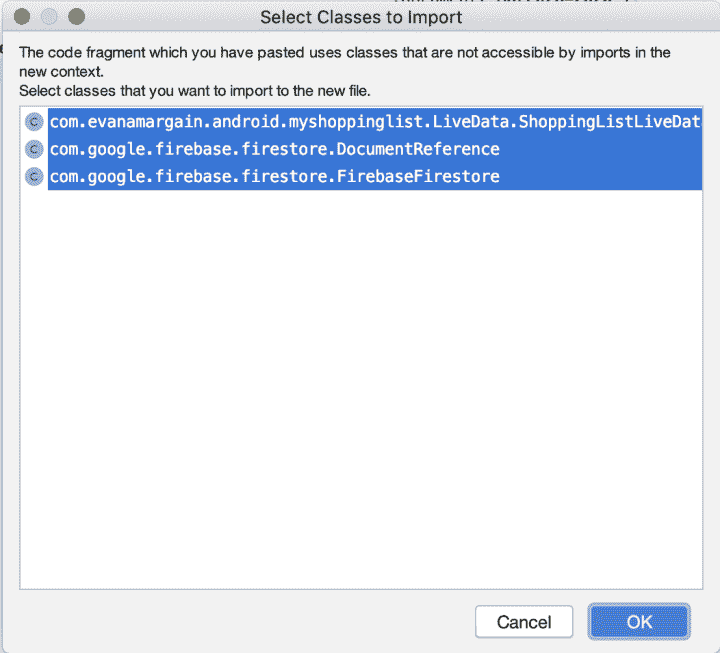 Select Classes to Import
The code fragment which you have pasted uses classes that are not accessible by imports in the
new context.
Select classes that you want to import to the new file.
C com.evanamargain.android.myshoppinglist.LiveData.ShoppingListLiveDat
C com.google.firebase.firestore.DocumentReference
C com.google.firebase.firestore.FirebaseFirestore
Cancel OK